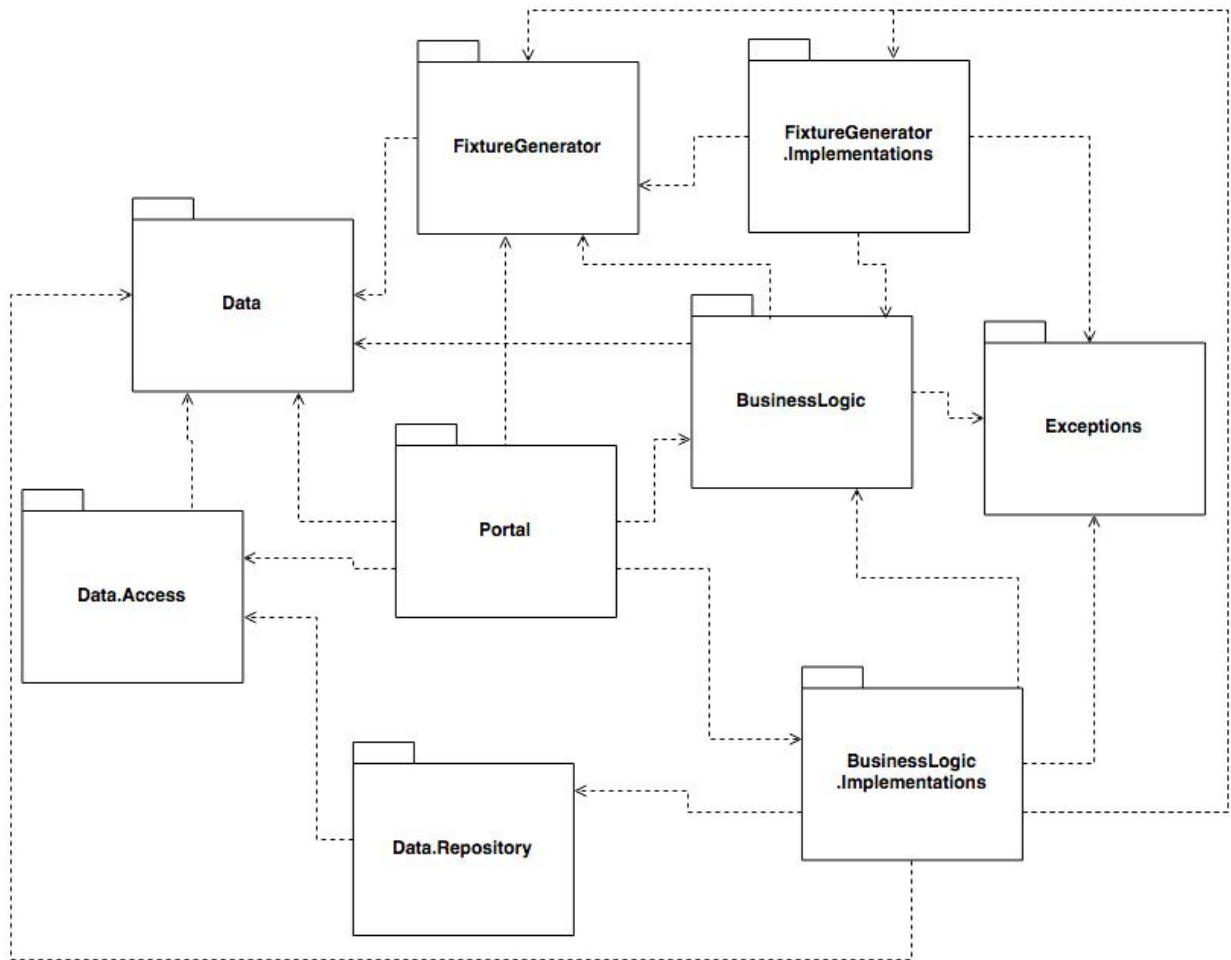 FixtureGenerator
FixtureGenerator
.Implementations
Data
BusinessLogic
Exceptions
Portal
Data.Access
BusinessLogic
.Implementations
Data.Repository